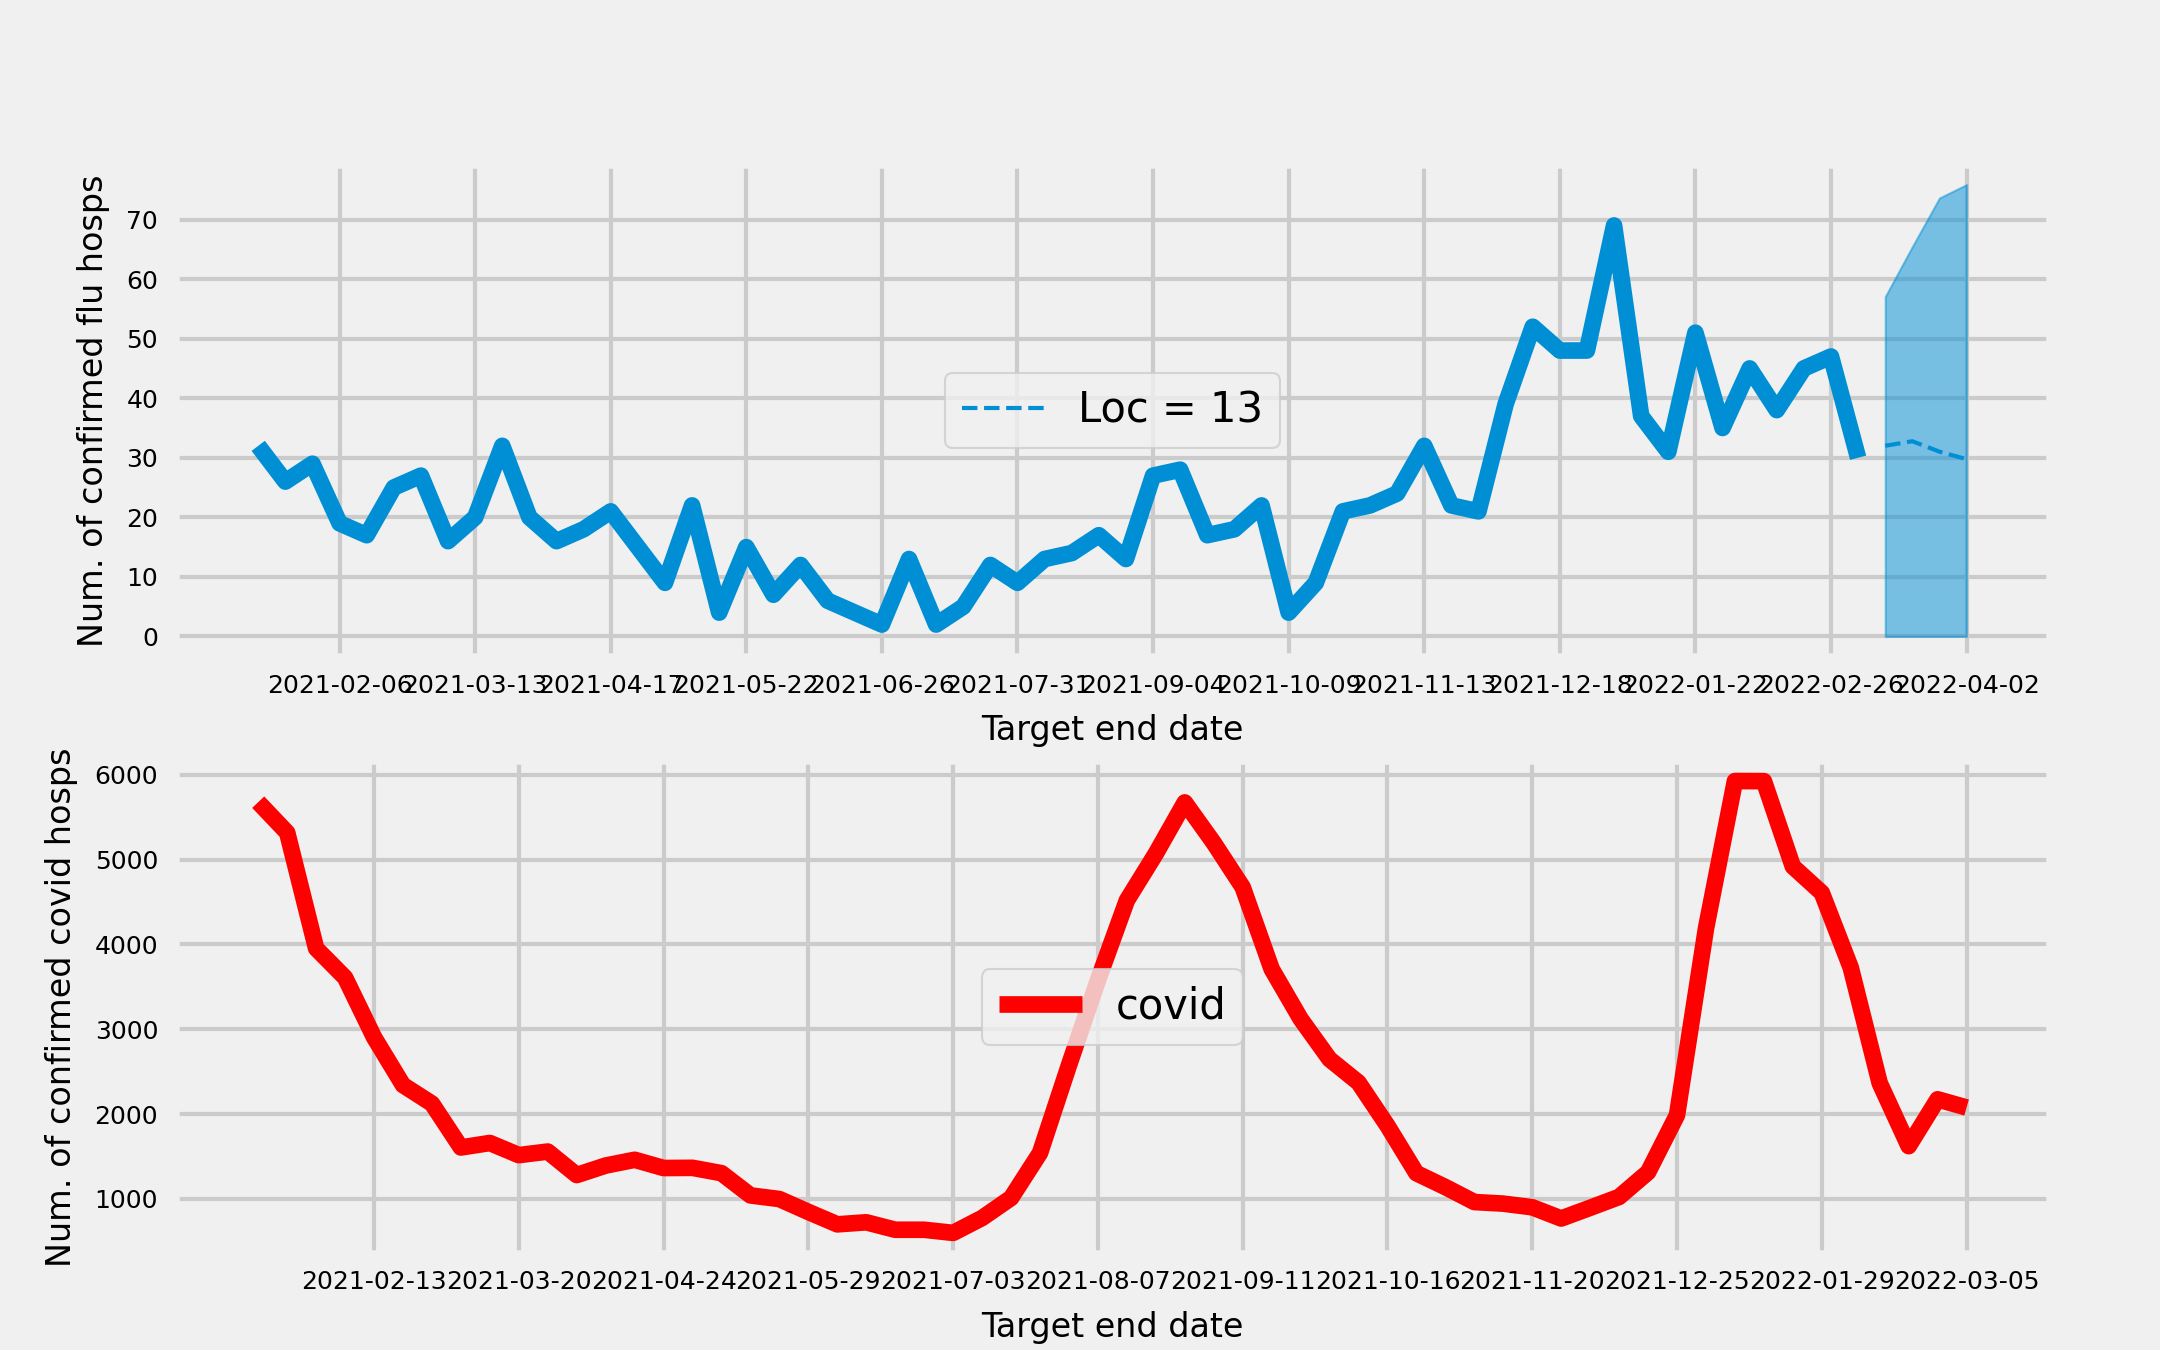 Num. of confirmed flu hosps
70
60
50
40
30
20
10
0
Loc = 13
2021-02-06 2021-03-13 2021-04-17 2021-05-22 2021-06-26 2021-07-31 2021-09-04 2021-10-09 2021-11-13 2021-12-18 2022-01-22 2022-02-26 2022-04-02
Target end date
Num. of confirmed covid hosps
6000
5000
4000
3000
2000
1000
covid
2021-02-13 2021-03-20 2021-04-24 2021-05-29 2021-07-03 2021-08-07 2021-09-11 2021-10-16 2021-11-20 2021-12-25 2022-01-29 2022-03-05
Target end date